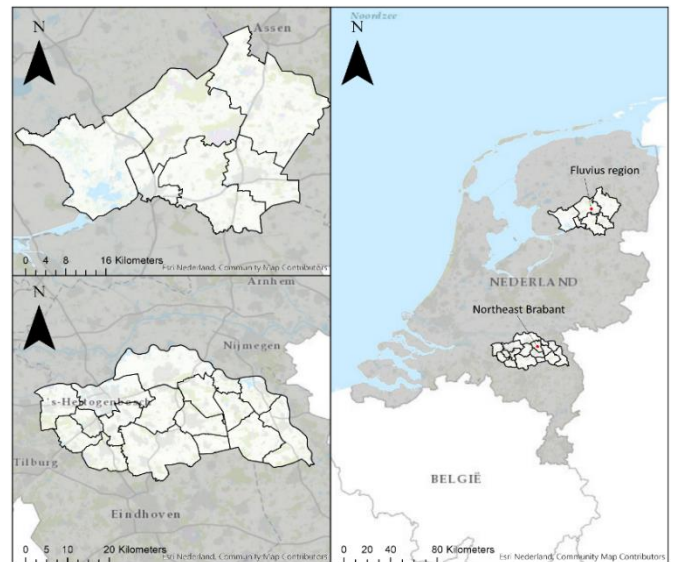 N
Assen
0 4 8 16 Kilometers
Esri Nederland, Community Map Contributors
N
Arnhem
Nijmegen
's-Hertogenbosch
Tilburg
Eindhoven
0 5 10 20 Kilometers
Esri Nederland, Community Map Contributors
Noordzee
N
Fluvius region
NEDERLAND
Northeast Brabant
BELGIË
0 20 40 80 Kilometers
Esri Nederland, Community Map Contributors